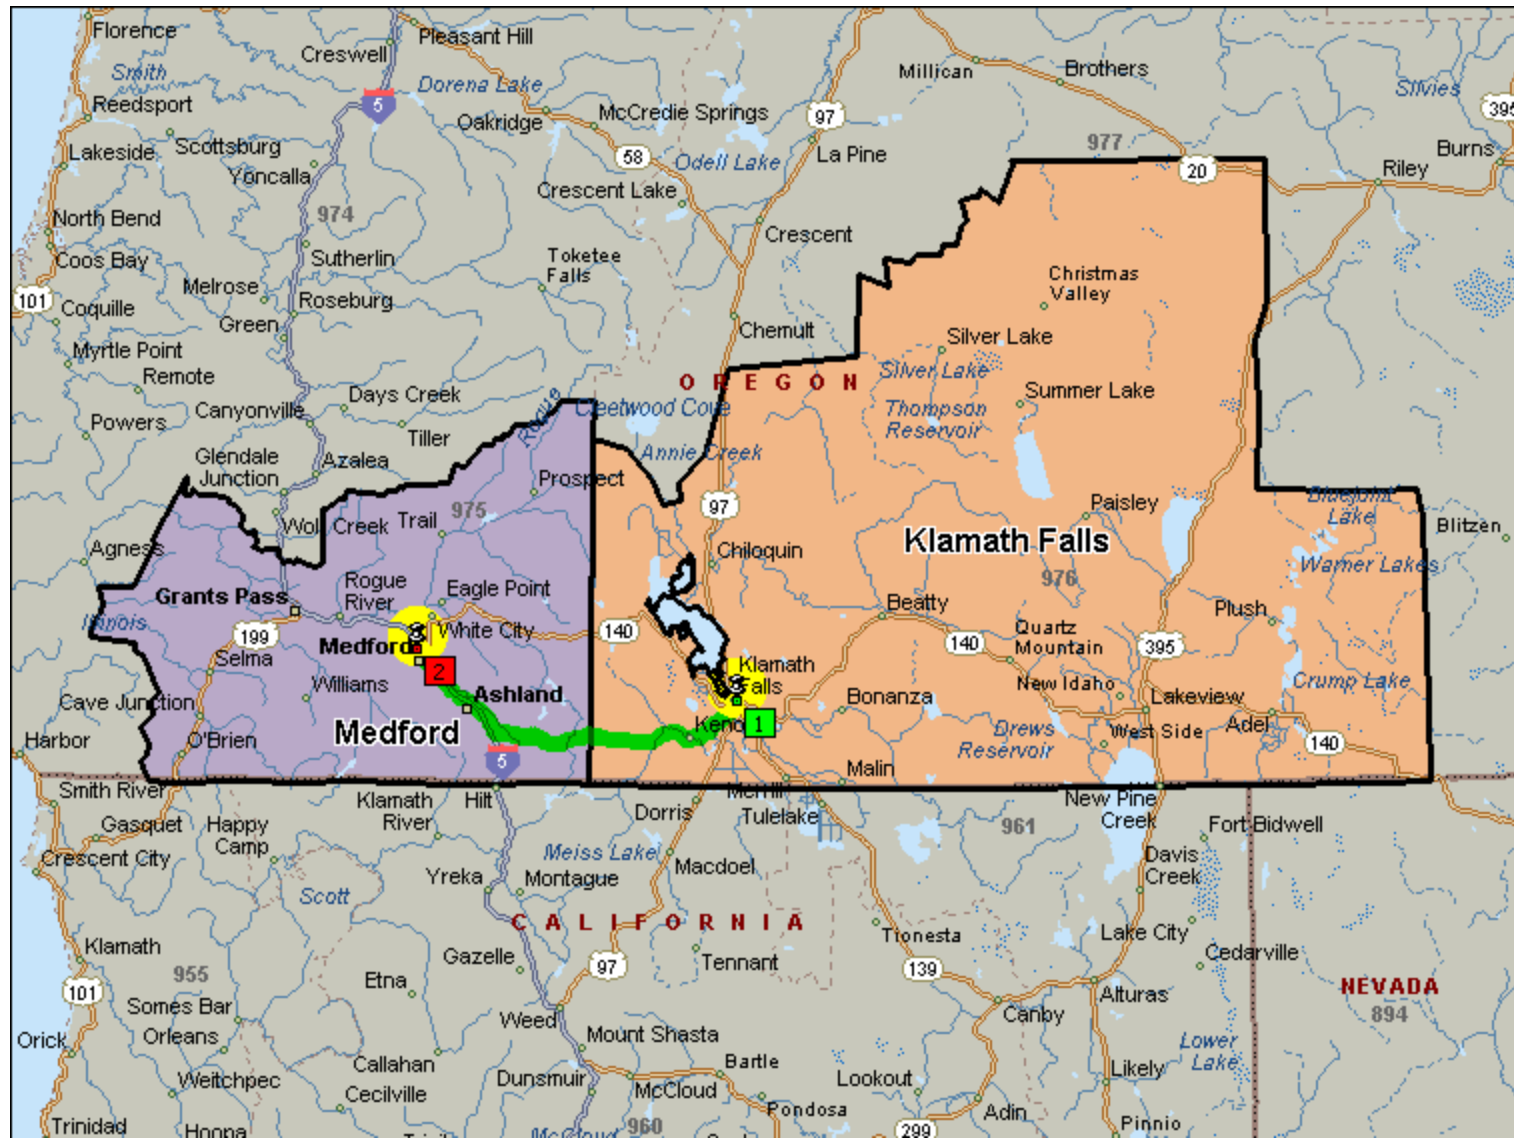 Florence
Creswell
Pleasant Hill
Smith
Dorena Lake
5
Millican
Brothers
Silvies
395
Reedsport
Oakridge
McCredie Springs
97
Scottsburg
Lakeside
Yoncalla
58
Odell Lake
La Pine
977
20
Burns
Riley
Crescent Lake
974
North Bend
Crescent
Coos Bay
Sutherlin
Toketee
Falls
Christmas
Valley
Melrose
Roseburg
101
Coquille
Green
Chemult
Silver Lake
Myrtle Point
Remote
OREGON
Silver Lake
Summer Lake
Days Creek
Canyonville
Powers
Tiller
Rogue
Cleetwood Cove
Thompson
Reservoir
Glendale
Junction
Azalea
Annie Creek
Prospect
97
Paisley
Bluejoint
Lake
Wolf Creek
Trail
975
Blitzen
Agness
Chiloquin
Klamath Falls
976
Warner Lakes
Rogue
River
Eagle Point
Grants Pass
Beatty
Plush
Illinois
199
White City
140
140
Quartz
Mountain
395
Medford
Selma
2
Klamath
Falls
Williams
Ashland
Bonanza
New Idaho
Lakeview
Crump Lake
Cave Junction
Medford
Keno
1
Drews
Reservoir
West Side
Adel
140
Harbor
O'Brien
5
Malin
Smith River
Klamath
River
Hilt
Dorris
Merrill
Tulelake
New Pine
Creek
Gasquet
Happy
Camp
961
Fort Bidwell
Crescent City
Meiss Lake
Macdoel
Davis
Creek
Yreka
Montague
Scott
CALIFORNIA
Tionesta
Lake City
Klamath
Gazelle
97
Tennant
139
Cedarville
955
Etna
101
Alturas
NEVADA
894
Somes Bar
Weed
Canby
Orick
Orleans
Mount Shasta
Lower
Lake
Callahan
Bartle
Weitchpec
Dunsmuir
McCloud
Lookout
Likely
Cecilville
Pondosa
Adin
Trinidad
Hoopa
McCloud
960
299
Pinnio